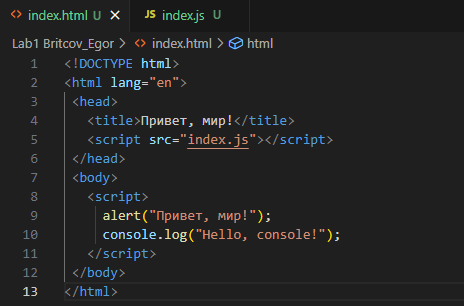 index.html U × JS index.js U
Lab1 Britcov_Egor > index.html > html
1 <!DOCTYPE html>
2 <html lang="en">
3 <head>
4 <title>Привет, мир!</title>
5 <script src="index.js"></script>
6 </head>
7 <body>
8 <script>
9 alert("Привет, мир!");
10 console.log("Hello, console!");
11 </script>
12 </body>
13 </html>